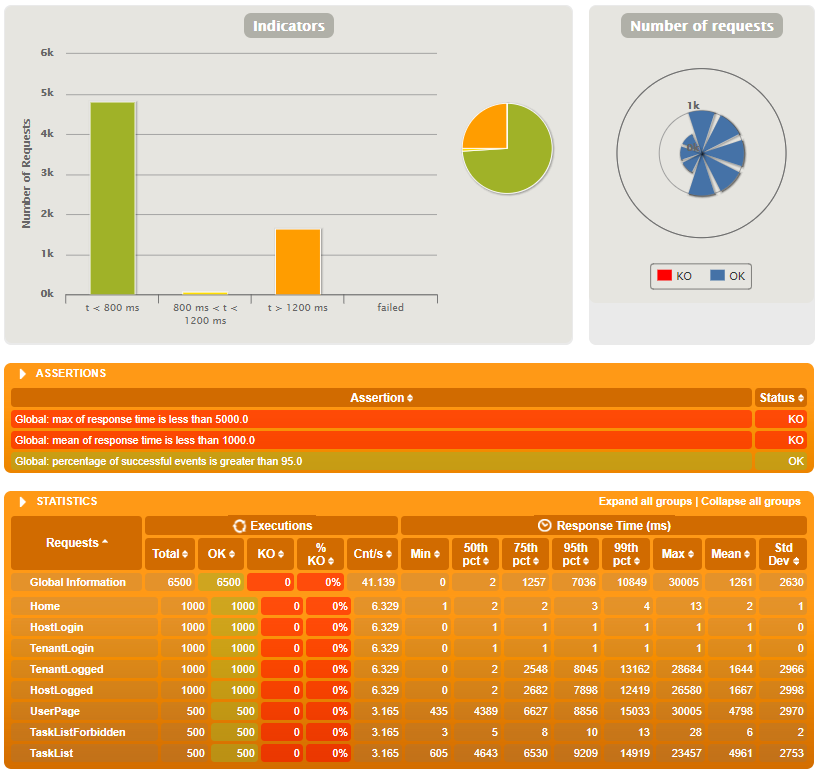 Indicators
Number of requests
Number of Requests
6k
5k
4k
3k
2k
1k
0k
t < 800 ms
800 ms < t <
1200 ms
t > 1200 ms
failed
1k
KO OK
ASSERTIONS
Assertion Status
Global: max of response time is less than 5000.0 KO
Global: mean of response time is less than 1000.0 KO
Global: percentage of successful events is greater than 95.0 OK
STATISTICS Expand all groups | Collapse all groups
Requests Executions Response Time (ms)
Total OK KO % KO Cnt/s Min 50th pct 75th pct 95th pct 99th pct Max Mean Std Dev
Global Information 6500 6500 0 0% 41.139 0 2 1257 7036 10849 30005 1261 2630
Home 1000 1000 0 0% 6.329 1 2 2 3 4 13 2 1
HostLogin 1000 1000 0 0% 6.329 0 1 1 1 1 1 1 0
TenantLogin 1000 1000 0 0% 6.329 0 1 1 1 1 1 1 0
TenantLogged 1000 1000 0 0% 6.329 0 2 2548 8045 13162 28684 1644 2966
HostLogged 1000 1000 0 0% 6.329 0 2 2682 7898 12419 26580 1667 2998
UserPage 500 500 0 0% 3.165 435 4389 6627 8856 15033 30005 4798 2970
TaskListForbidden 500 500 0 0% 3.165 3 5 8 10 13 28 6 2
TaskList 500 500 0 0% 3.165 605 4643 6530 9209 14919 23457 4961 2753